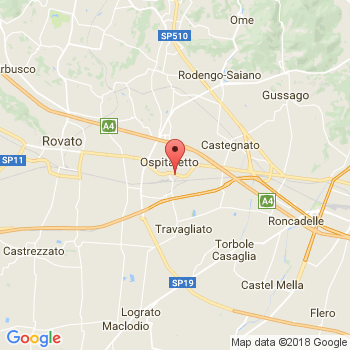 Ome
SP510
Rodengo-Saiano
Gussago
A4
Rovato
Castegnato
SP11
Ospitaletto
A4
Roncadelle
Travagliato
Torbole
Casaglia
Castrezzato
SP19
Castel Mella
Lograto
Maclodio
Flero
Google
Map data ©2018 Google